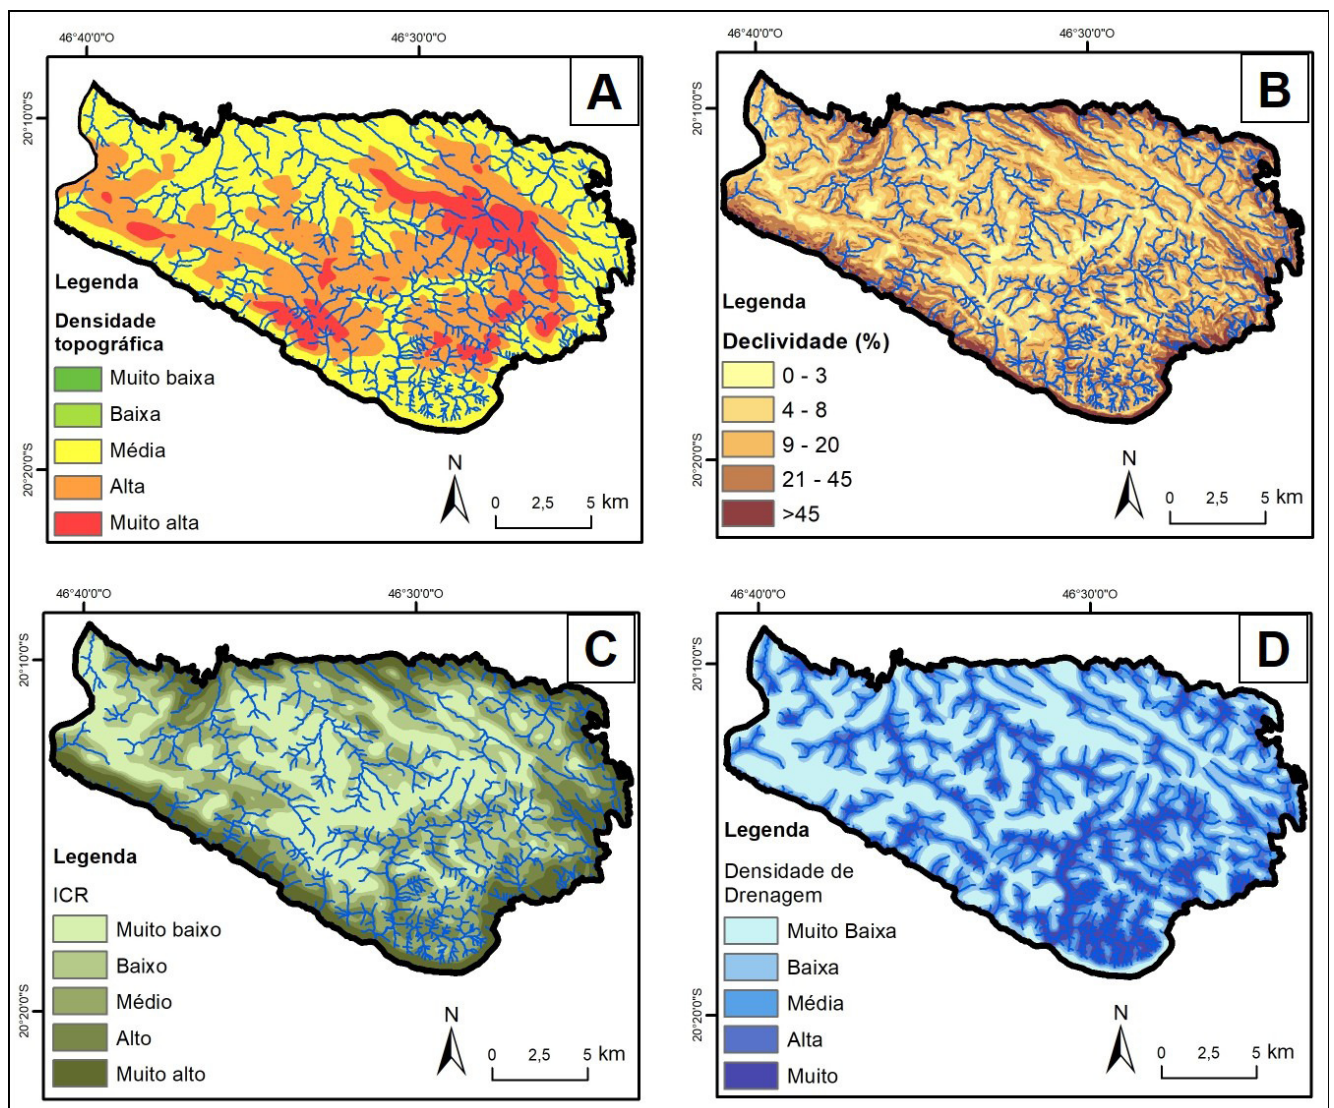 46°40'0"O
46°30'0"O
20°10'0"S
20°20'0"S
A
Legenda
Densidade
topográfica
Muito baixa
Baixa
Média
Alta
Muito alta
N
0 2,5 5 km
46°40'0"O
46°30'0"O
20°10'0"S
20°20'0"S
B
Legenda
Declividade (%)
0 - 3
4 - 8
9 - 20
21 - 45
>45
N
0 2,5 5 km
46°40'0"O
46°30'0"O
20°10'0"S
20°20'0"S
C
Legenda
ICR
Muito baixo
Baixo
Médio
Alto
Muito alto
N
0 2,5 5 km
46°40'0"O
46°30'0"O
20°10'0"S
20°20'0"S
D
Legenda
Densidade de
Drenagem
Muito Baixa
Baixa
Média
Alta
Muito
N
0 2,5 5 km